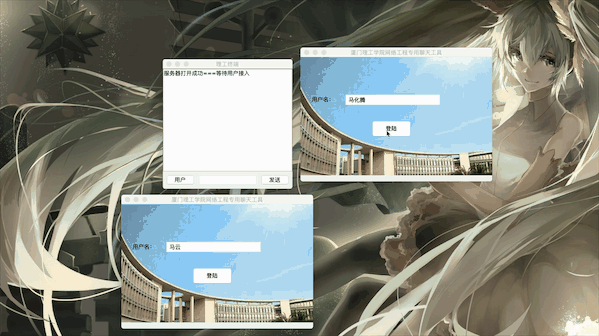 理工终端
服务器打开成功===等待用户接入
用户
发送
厦门理工学院网络工程专用聊天工具
用户名:
马化腾
登陆
厦门理工学院网络工程专用聊天工具
用户名:
马云
登陆